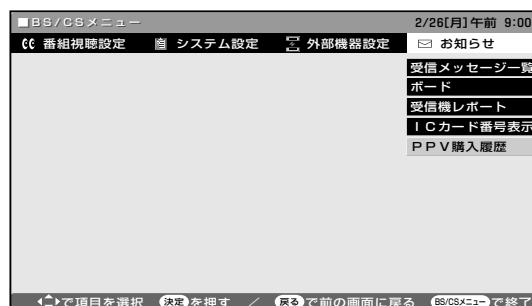 ■BS/CSメニュー 2/26[月]午前 9:00
番組視聴設定 システム設定 外部機器設定 お知らせ
受信メッセージ一覧
ボード
受信機レポート
ICカード番号表示
PPV購入履歴
で項目を選択 決定を押す / 戻るで前の画面に戻る BS/CSメニューで終了